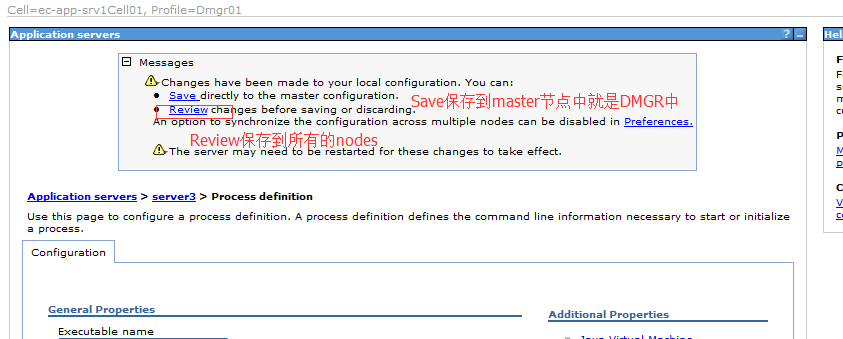 Cell=ec-app-srv1Cell01, Profile=Dmgr01
Application servers
? _
Hel
Messages
Changes have been made to your local configuration. You can:
Save directly to the master configuration.
Save保存到master节点中就是DMGR中
Review changes before saving or discarding.
An option to synchronize the configuration across multiple nodes can be disabled in Preferences.
Review保存到所有的nodes
The server may need to be restarted for these changes to take effect.
Application servers > server3 > Process definition
Use this page to configure a process definition. A process definition defines the command line information necessary to start or initialize
a process.
Configuration
General Properties
Additional Properties
Executable name
Java Virtual Machine